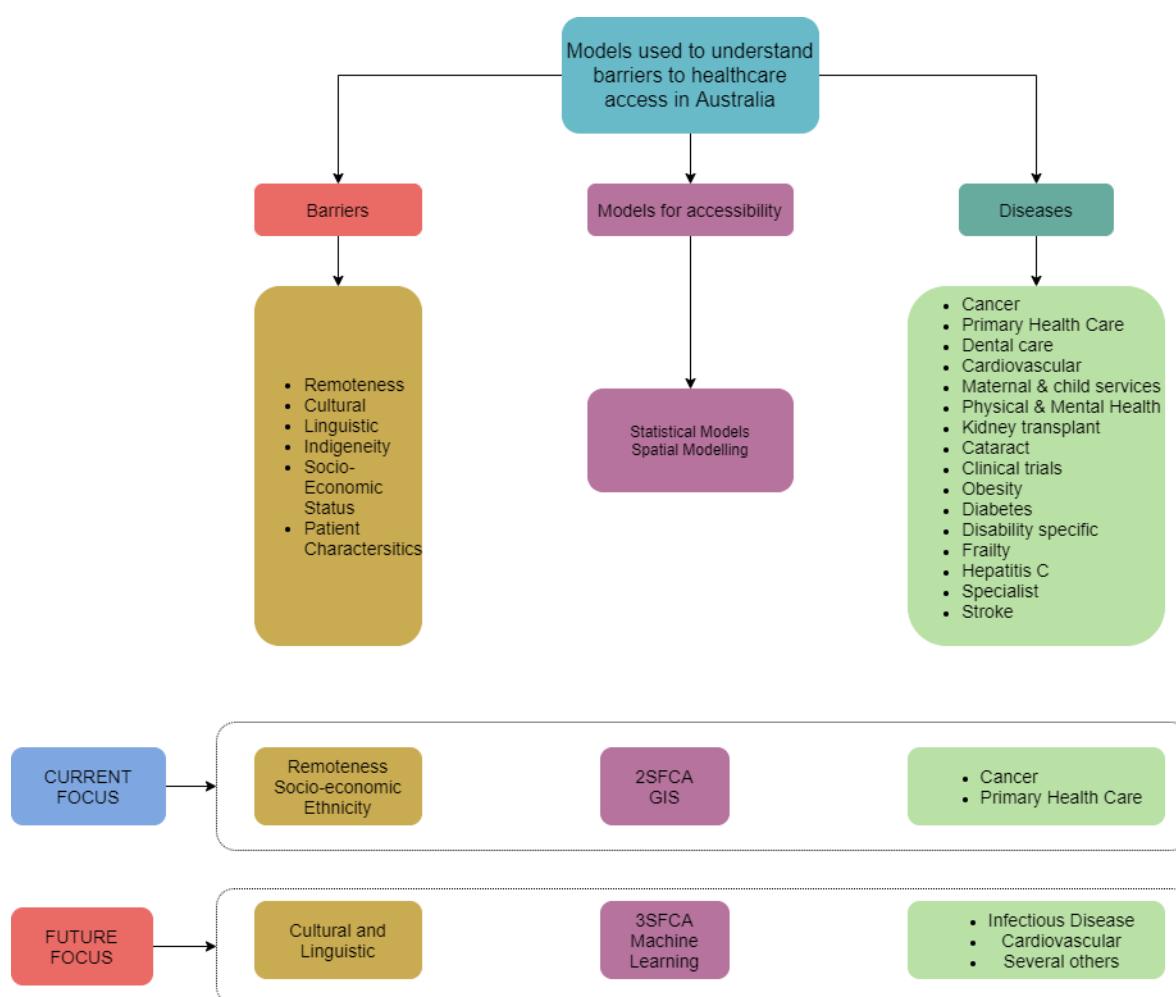 Models used to understand
barriers to healthcare
access in Australia
Barriers
Models for accessibility
Diseases
• Remoteness
• Cultural
• Linguistic
• Indigeneity
• Socio-
Economic
Status
• Patient
Charactersitics
Statistical Models
Spatial Modelling
• Cancer
• Primary Health Care
• Dental care
• Cardiovascular
• Maternal & child services
• Physical & Mental Health
• Kidney transplant
• Cataract
• Clinical trials
• Obesity
• Diabetes
• Disability specific
• Frailty
• Hepatitis C
• Specialist
• Stroke
CURRENT
FOCUS
Remoteness
Socio-economic
Ethnicity
2SFCA
GIS
• Cancer
• Primary Health Care
FUTURE
FOCUS
Cultural and
Linguistic
3SFCA
Machine
Learning
• Infectious Disease
• Cardiovascular
• Several others